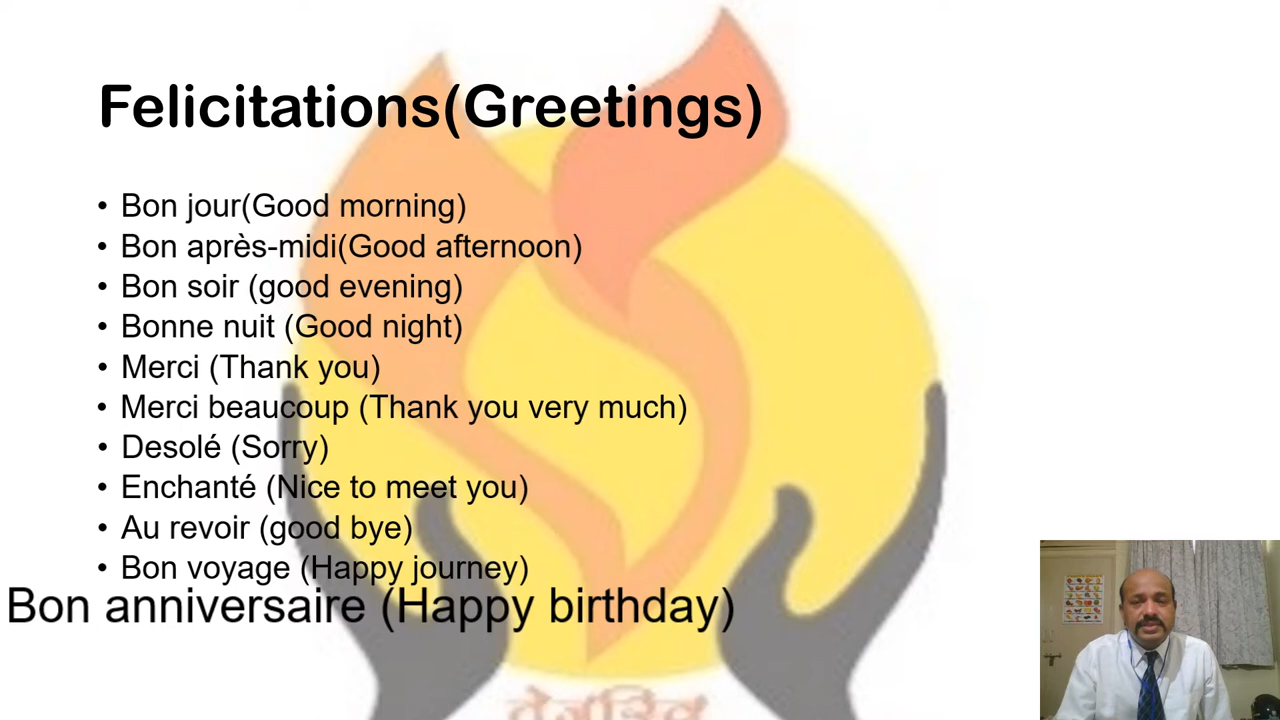 Felicitations(Greetings)
• Bon jour(Good morning)
• Bon après-midi(Good afternoon)
• Bon soir (good evening)
• Bonne nuit (Good night)
• Merci (Thank you)
• Merci beaucoup (Thank you very much)
• Desolé (Sorry)
• Enchanté (Nice to meet you)
• Au revoir (good bye)
• Bon voyage (Happy journey)
Bon anniversaire (Happy birthday)